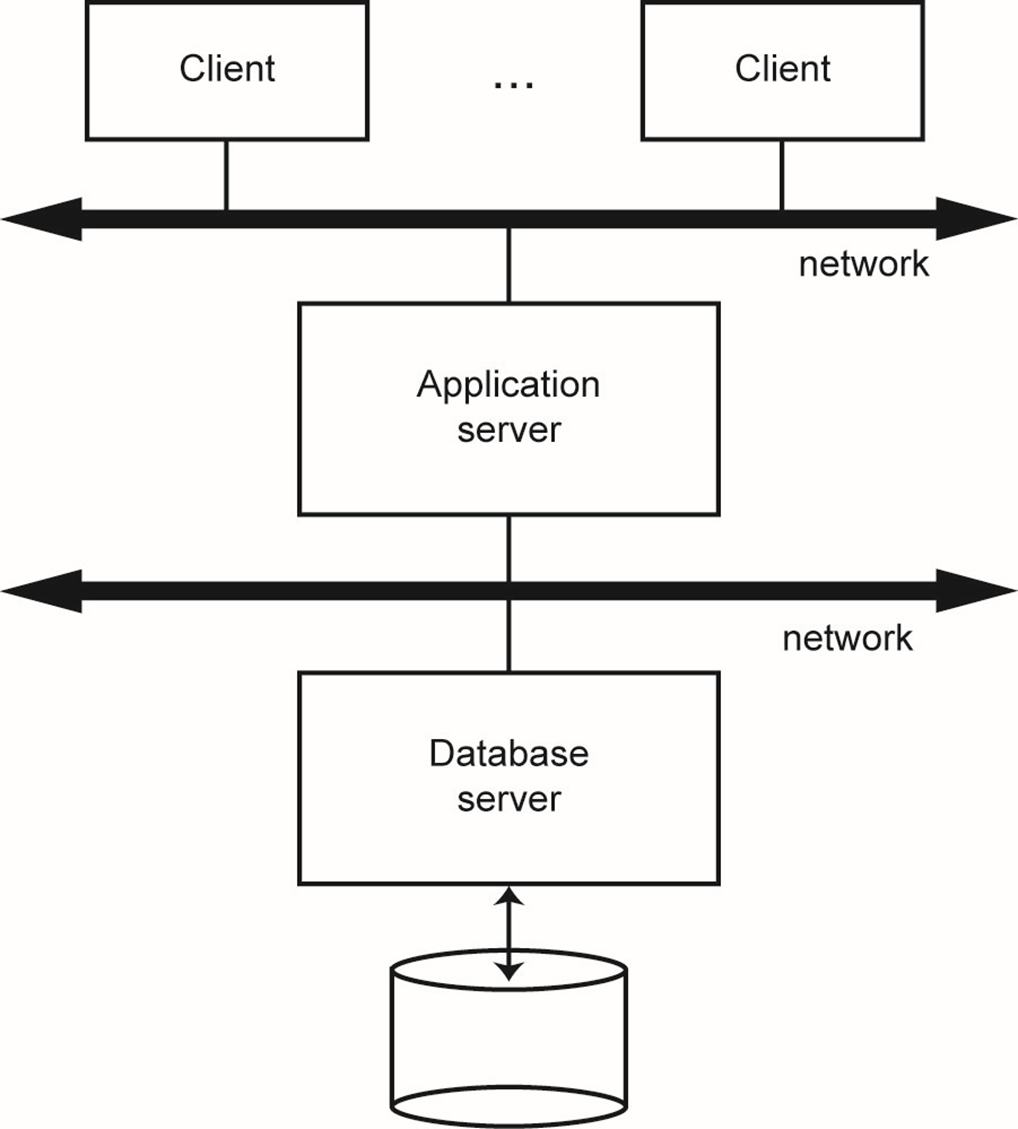 Client
...
Client
network
Application
server
network
Database
server